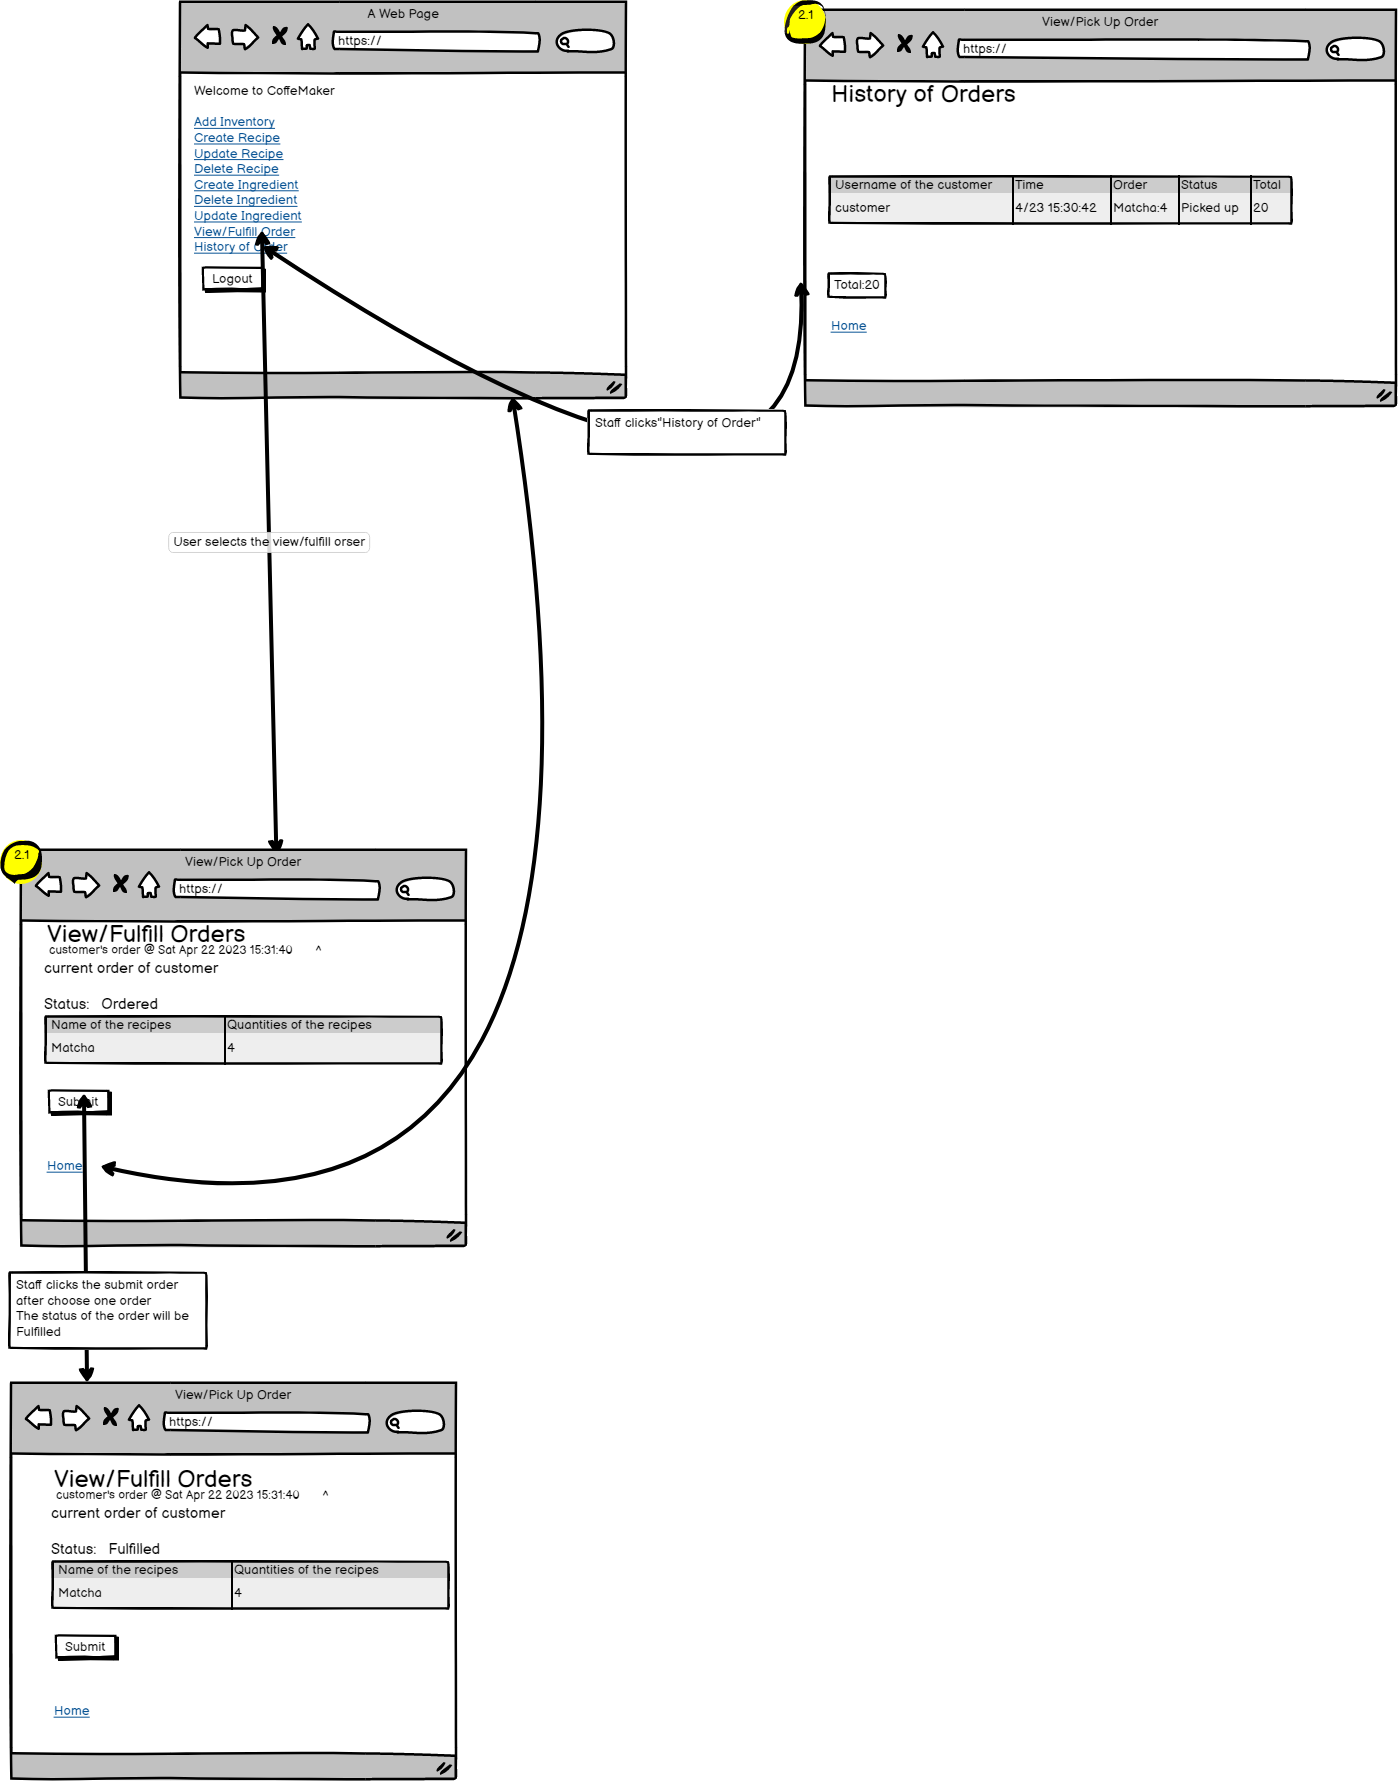 A Web Page
https://
Welcome to CoffeMaker
Add Inventory
Create Recipe
Update Recipe
Delete Recipe
Create Ingredient
Delete Ingredient
Update Ingredient
View/Fulfill Order
History of Order
Logout
2.1
View/Pick Up Order
https://
History of Orders
Username of the customer Time Order Status Total
customer 4/23 15:30:42 Matcha:4 Picked up 20
Total:20
Home
Staff clicks"History of Order"
User selects the view/fulfill orser
2.1
View/Pick Up Order
https://
View/Fulfill Orders
customer's order @ Sat Apr 22 2023 15:31:40 ^
current order of customer
Status: Ordered
Name of the recipes Quantities of the recipes
Matcha 4
Submit
Home
Staff clicks the submit order
after choose one order
The status of the order will be
Fulfilled
View/Pick Up Order
https://
View/Fulfill Orders
customer's order @ Sat Apr 22 2023 15:31:40 ^
current order of customer
Status: Fulfilled
Name of the recipes Quantities of the recipes
Matcha 4
Submit
Home